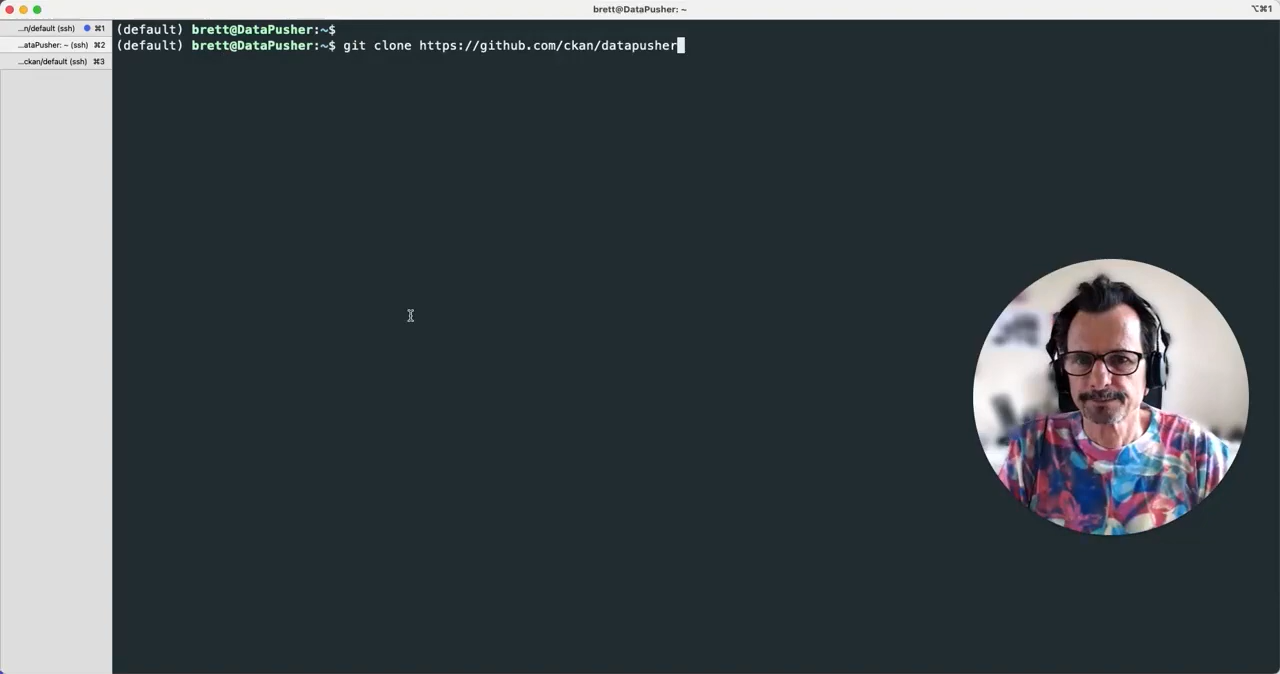 brett@DataPusher: ~
⌥⌘1
...n/default (ssh) ⌘1
...ataPusher: ~ (ssh) ⌘2
...ckan/default (ssh) ⌘3
(default) brett@DataPusher:~$
(default) brett@DataPusher:~$ git clone https://github.com/ckan/datapusher